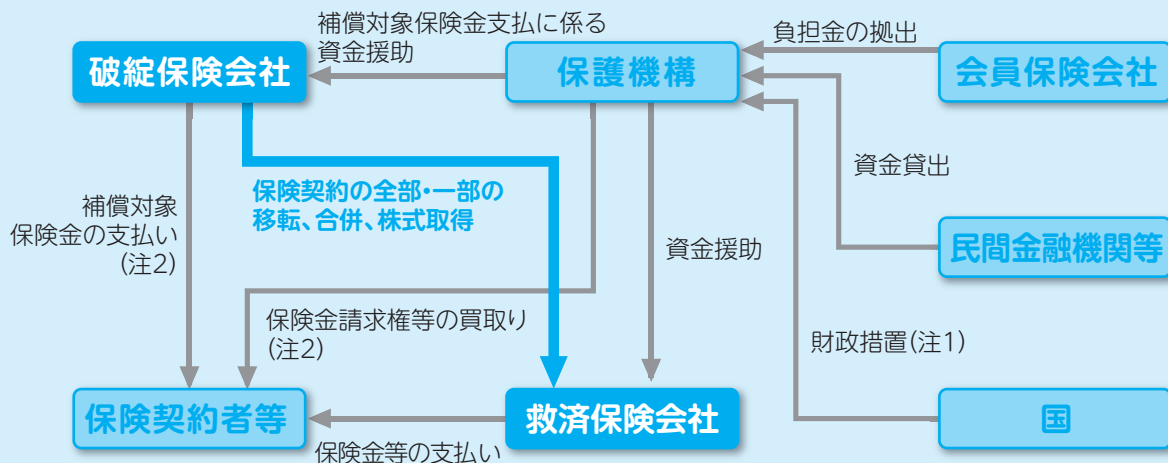 補償対象保険金支払に係る
資金援助
負担金の拠出
破綻保険会社
保護機構
会員保険会社
資金貸出
保険契約の全部・一部の
移転、合併、株式取得
補償対象
保険金の支払い
(注2)
資金援助
民間金融機関等
保険金請求権等の買取り
(注2)
財政措置(注1)
保険契約者等
救済保険会社
国
保険金等の支払い